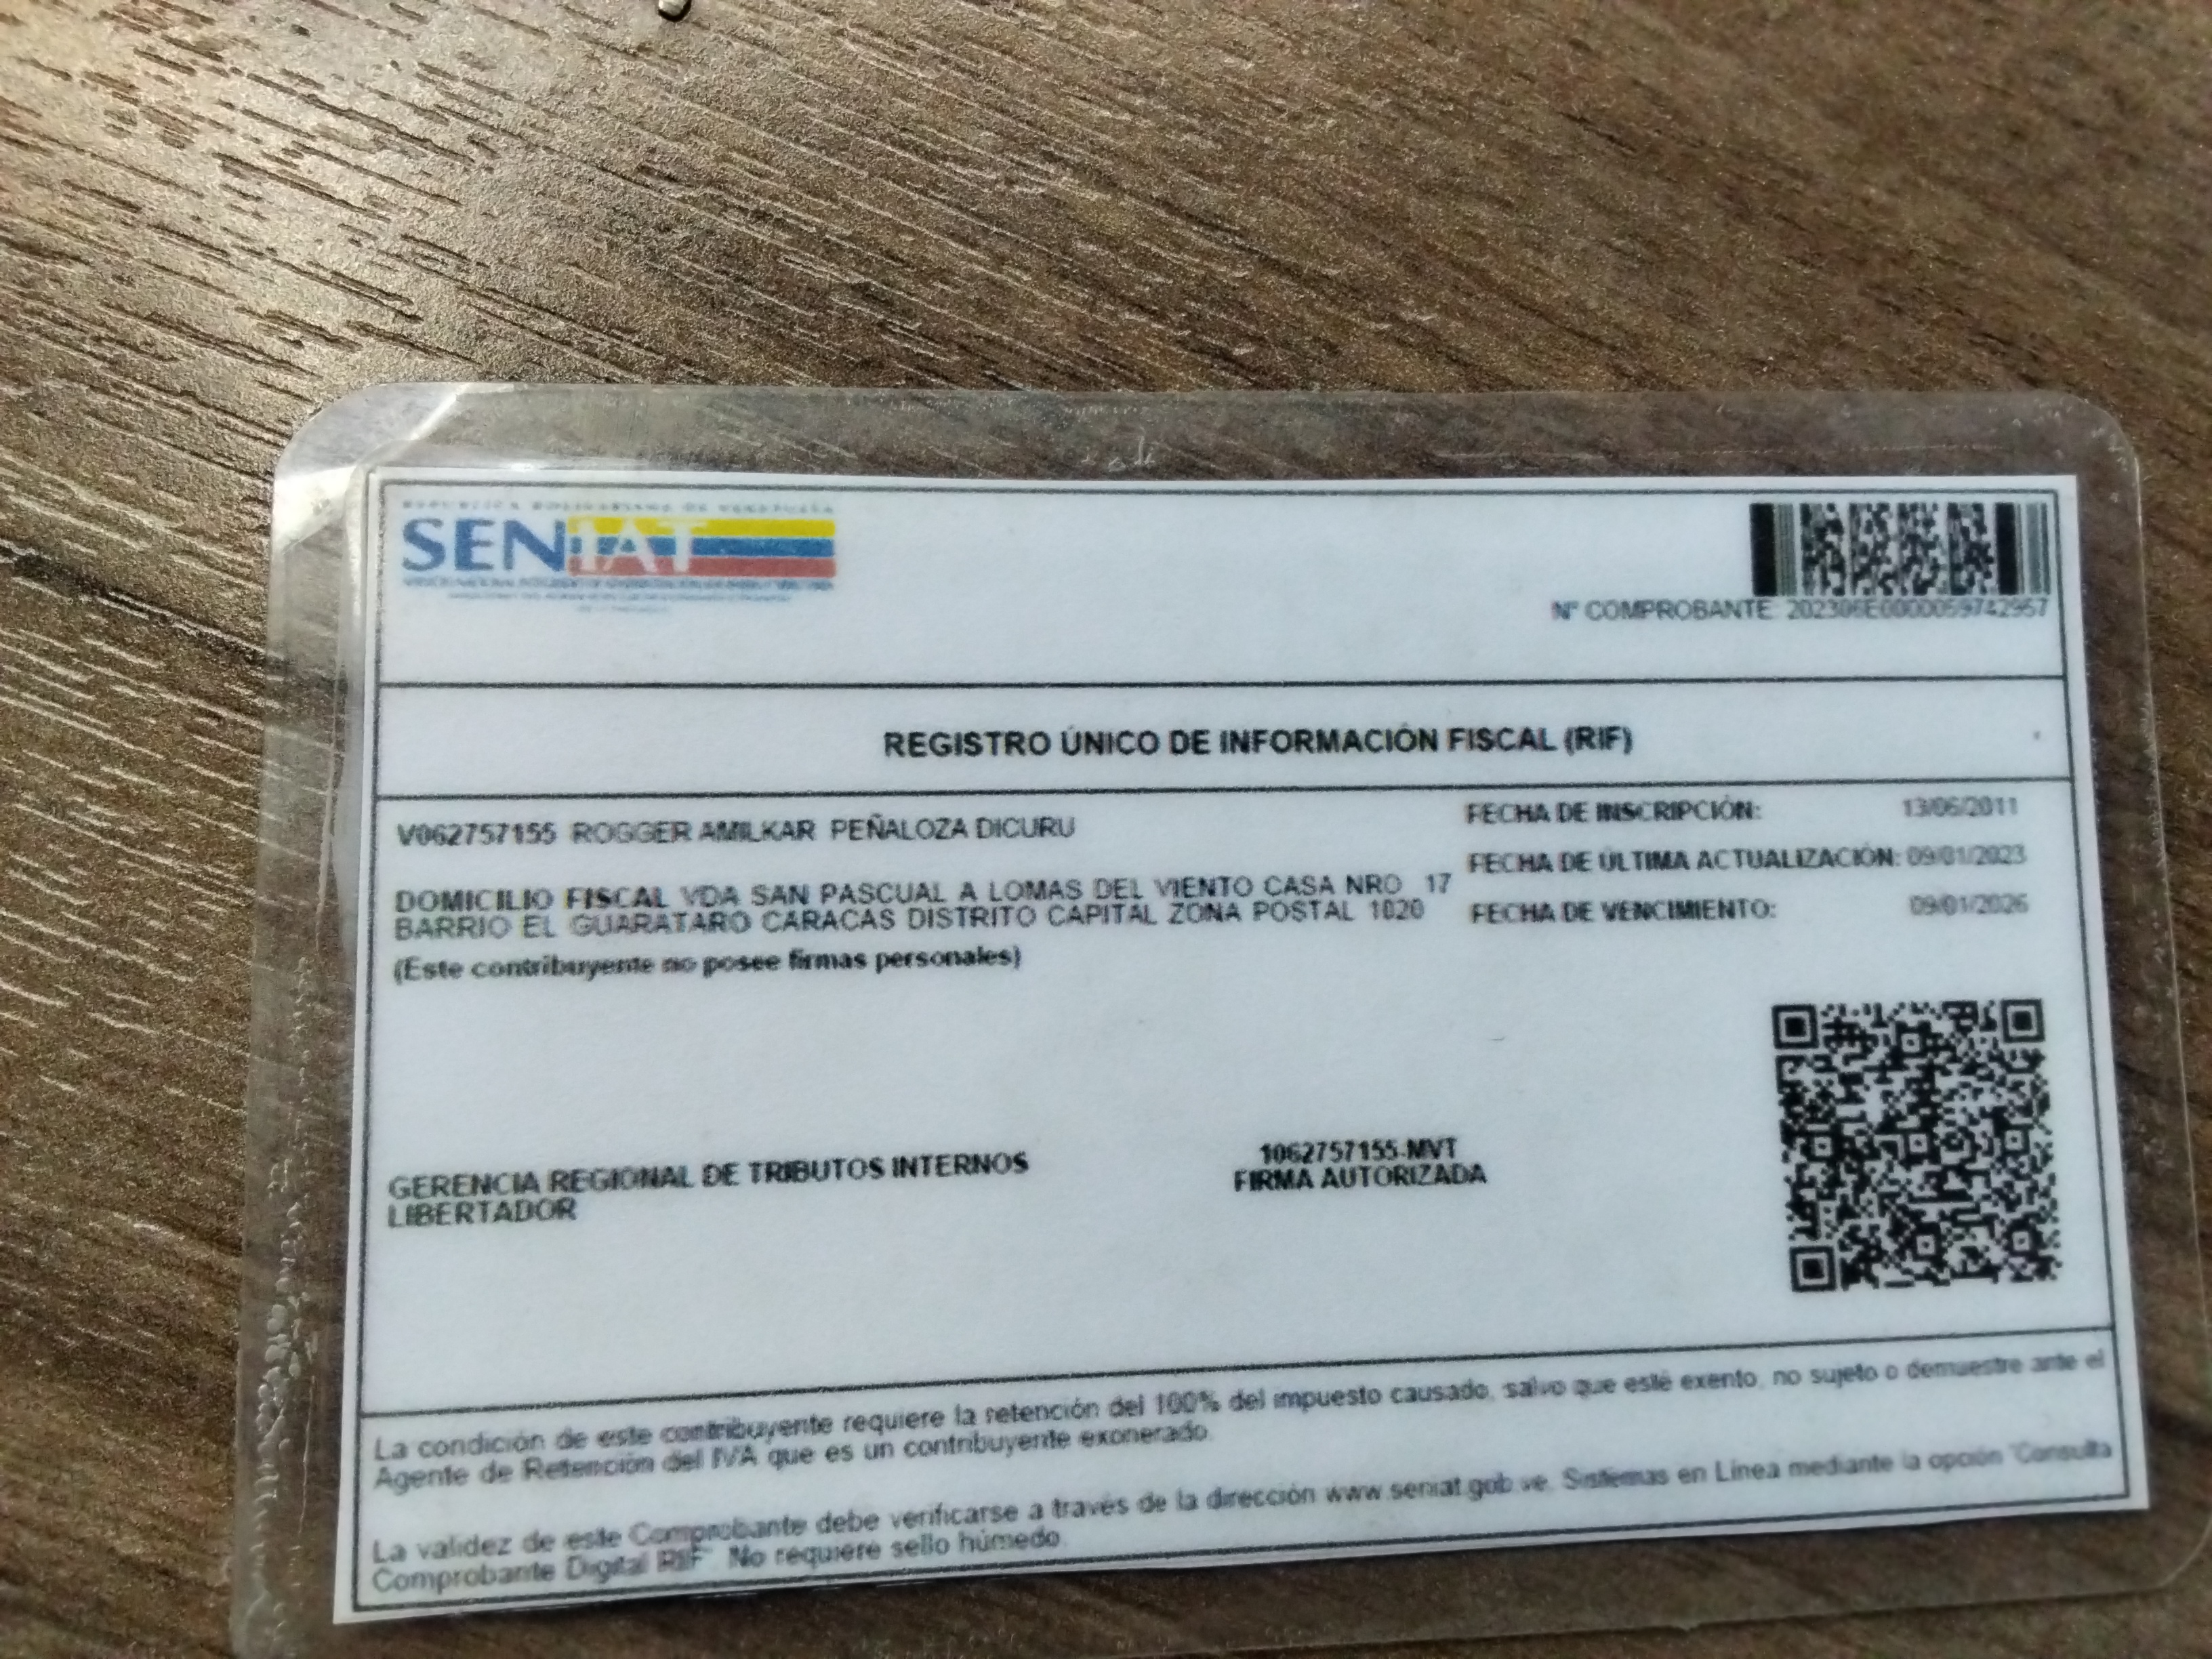 REPUBLICA BOLIVARIANA DE VENEZUELA
SENIAT
Nº COMPROBANTE: 202306E0000059742957
REGISTRO ÚNICO DE INFORMACIÓN FISCAL (RIF)
V062757155 ROGGER AMILKAR PEÑALOZA DICURU
FECHA DE INSCRIPCIÓN: 13/06/2011
FECHA DE ÚLTIMA ACTUALIZACIÓN: 09/01/2023
FECHA DE VENCIMIENTO: 09/01/2026
DOMICILIO FISCAL VDA SAN PASCUAL A LOMAS DEL VIENTO CASA NRO 17
BARRIO EL GUARATARO CARACAS DISTRITO CAPITAL ZONA POSTAL 1020
(Este contribuyente no posee firmas personales)
GERENCIA REGIONAL DE TRIBUTOS INTERNOS
LIBERTADOR
1062757155-MVT
FIRMA AUTORIZADA
La condición de este contribuyente requiere la retención del 100% del impuesto causado, salvo que esté exento, no sujeto o demuestre ante el
Agente de Retención del IVA que es un contribuyente exonerado.
La validez de este Comprobante debe verificarse a través de la dirección www.seniat.gob.ve, Sistemas en Línea mediante la opción "Consulta
Comprobante Digital RIF". No requiere sello húmedo.